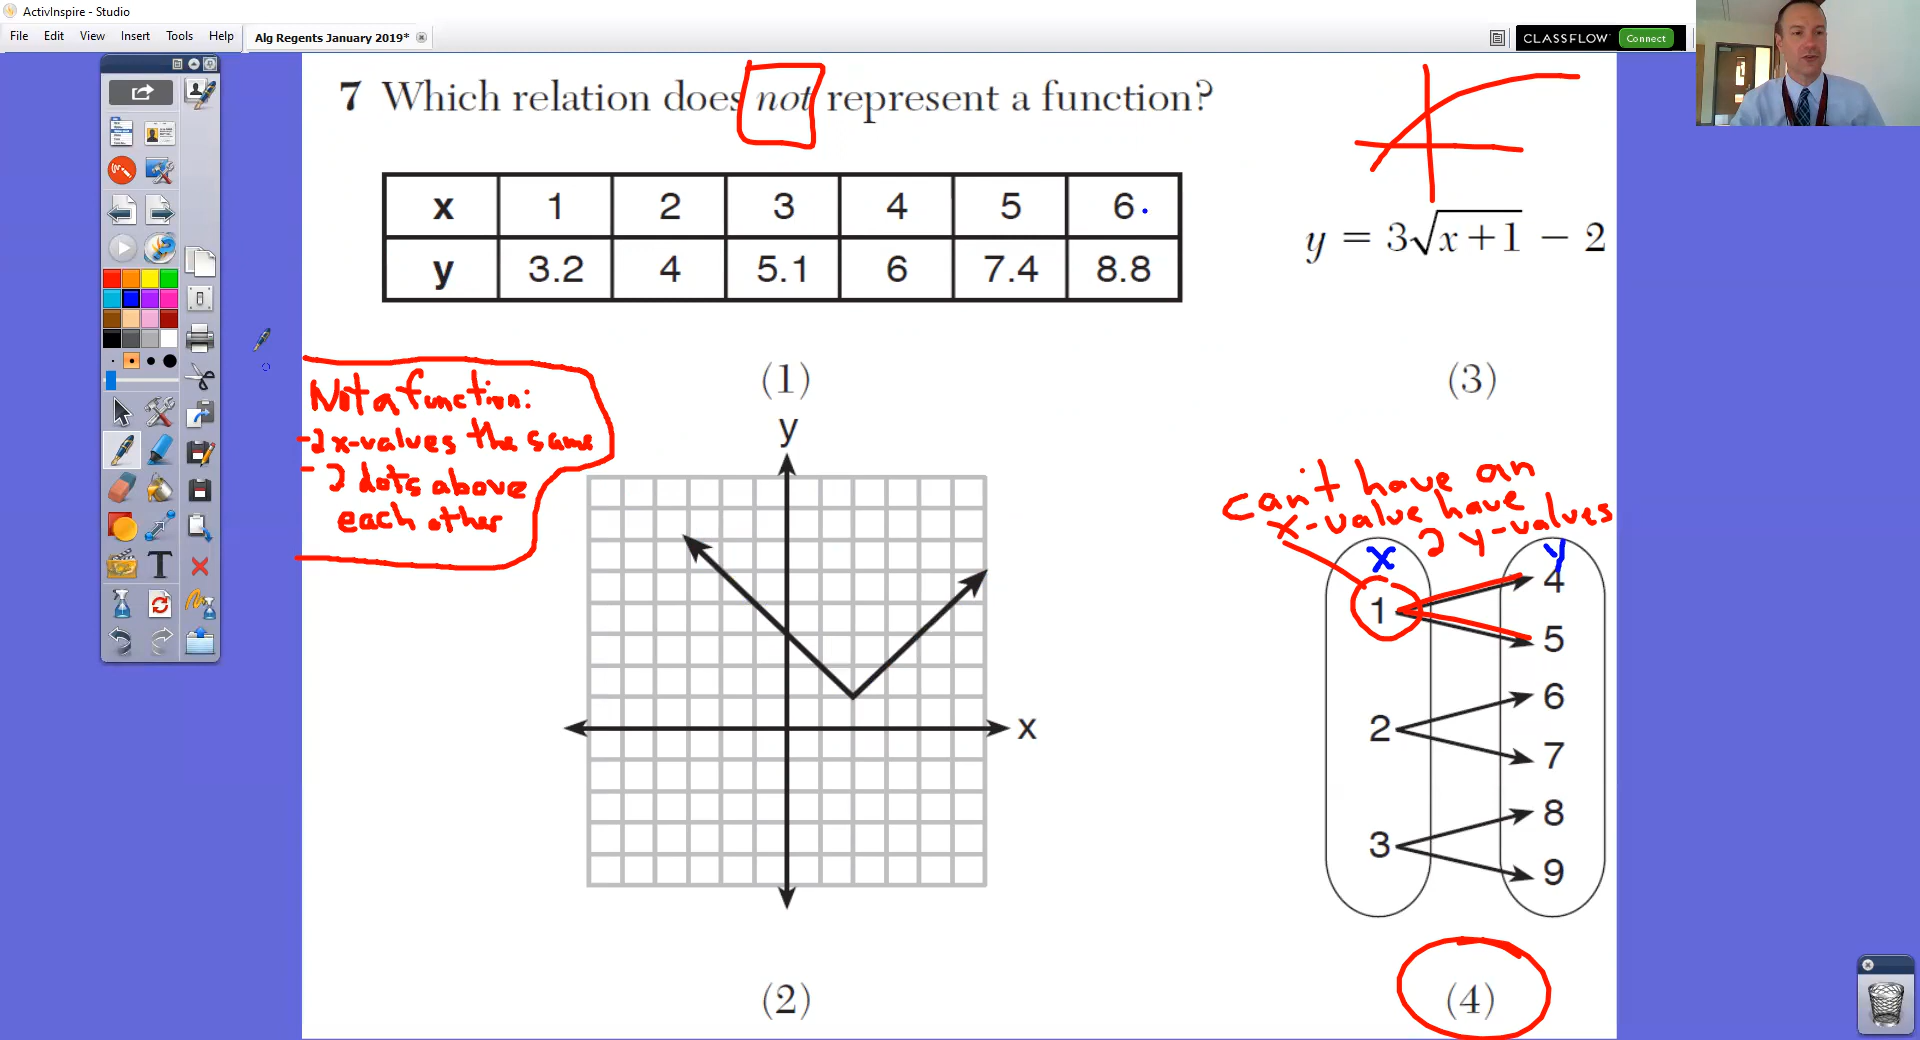 ActivInspire - Studio
File Edit View Insert Tools Help
Alg Regents January 2019*
CLASSFLOW Connect
7 Which relation does not represent a function?
x 1 2 3 4 5 6
y 3.2 4 5.1 6 7.4 8.8
(1)
y = 3√x+1 − 2
(3)
Not a function:
-2 x-values the same
- 2 dots above
each other
y
x
(2)
Can't have an
x-value have
2 y-values
x y
1
2
3
4
5
6
7
8
9
(4)
T